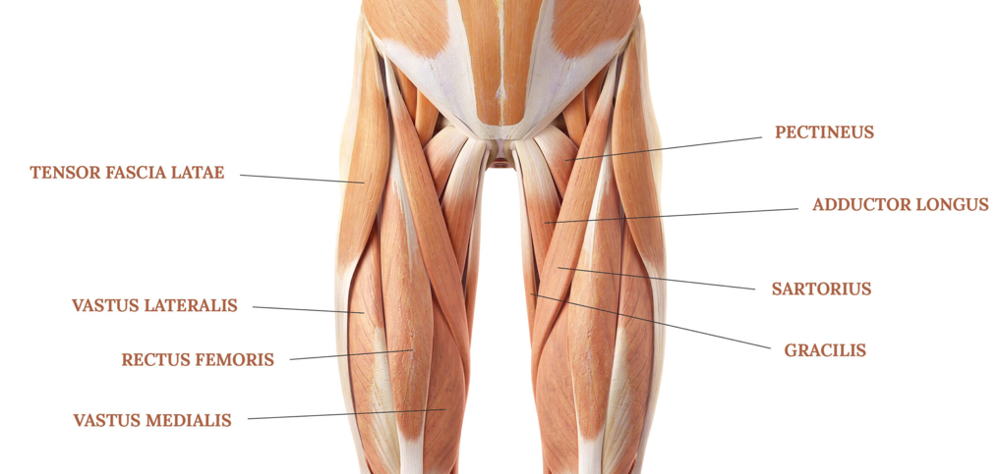 PECTINEUS
TENSOR FASCIA LATAE
ADDUCTOR LONGUS
SARTORIUS
VASTUS LATERALIS
GRACILIS
RECTUS FEMORIS
VASTUS MEDIALIS